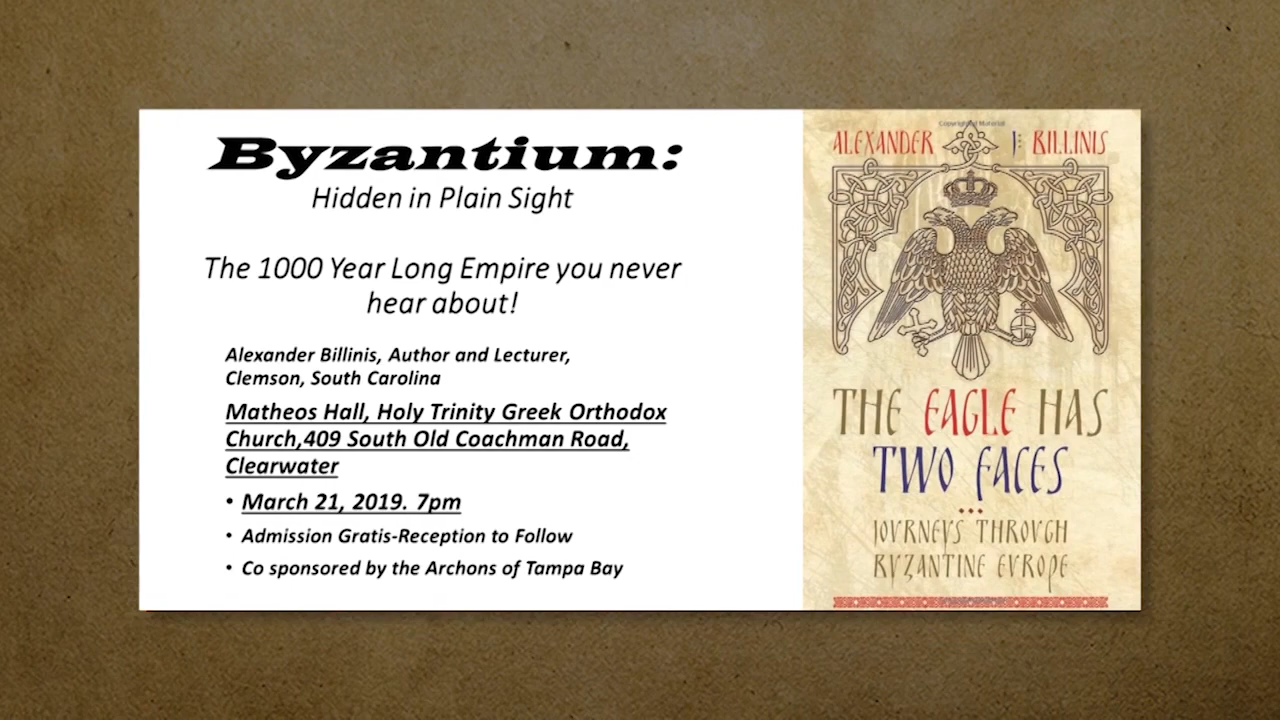 Byzantium:
Hidden in Plain Sight
The 1000 Year Long Empire you never
hear about!
Alexander Billinis, Author and Lecturer,
Clemson, South Carolina
Matheos Hall, Holy Trinity Greek Orthodox
Church,409 South Old Coachman Road,
Clearwater
• March 21, 2019. 7pm
• Admission Gratis-Reception to Follow
• Co sponsored by the Archons of Tampa Bay
Copyrighted Material
ALEXANDER J. BILLINIS
THE EAGLE HAS
TWO FACES
JOURNEYS THROUGH
BYZANTINE EUROPE